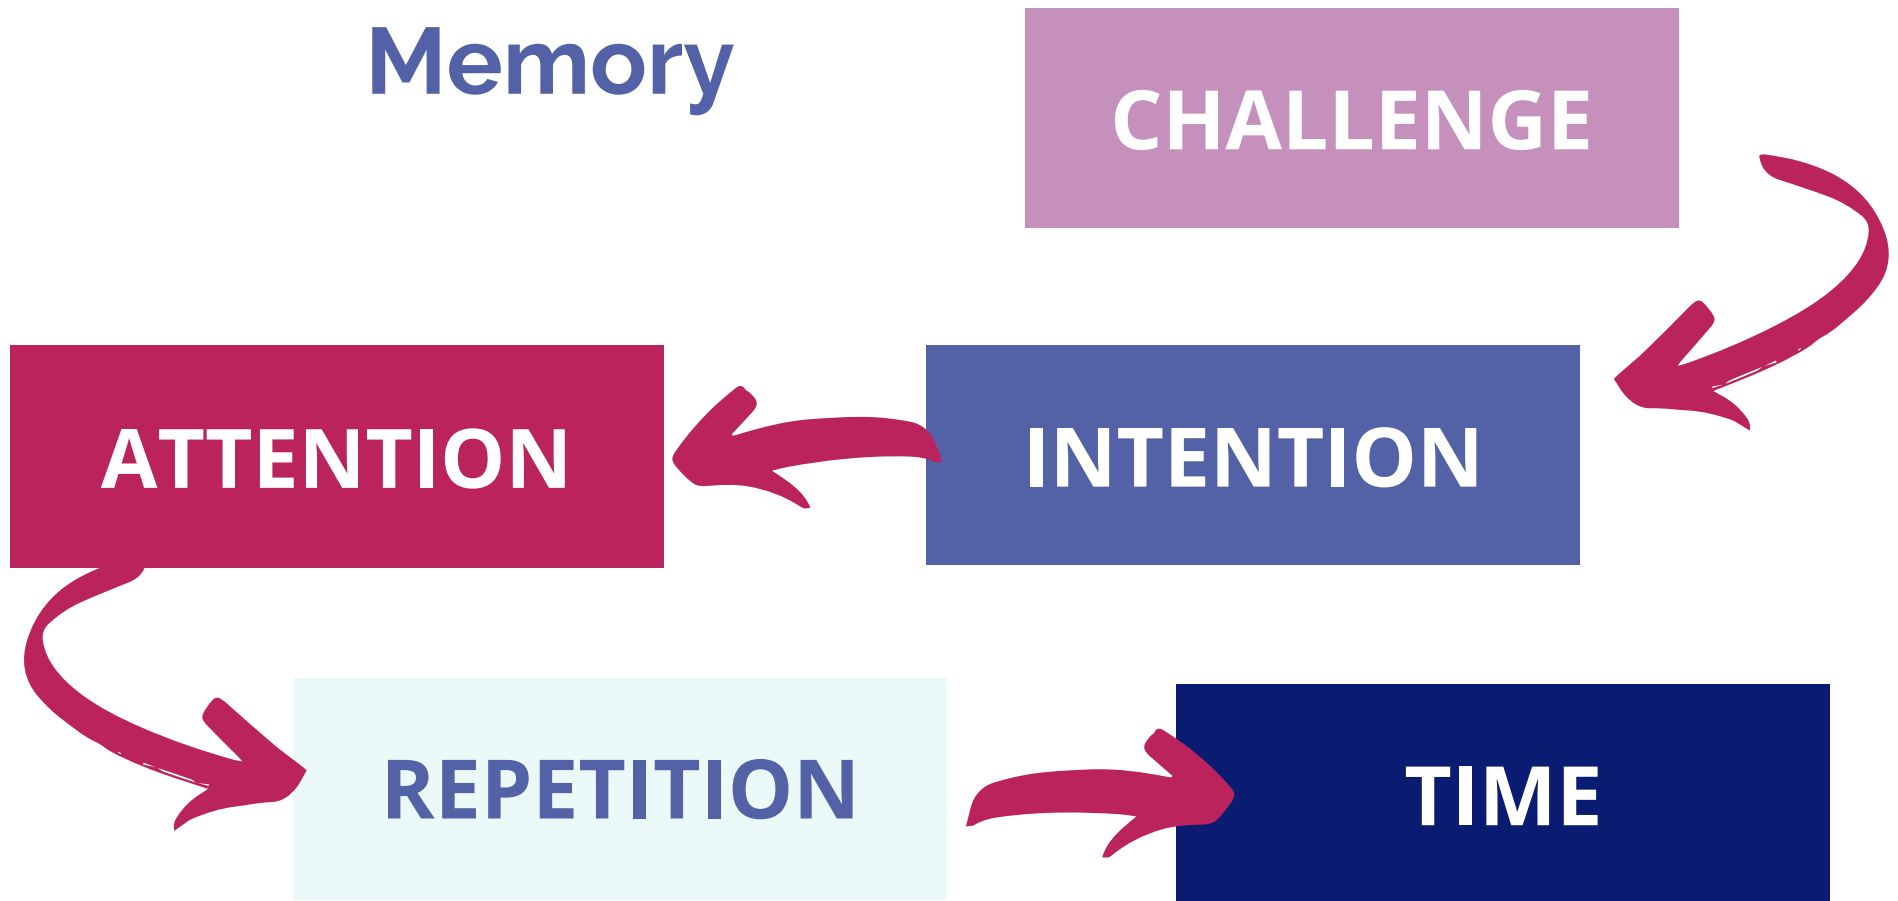 Memory
CHALLENGE
INTENTION
ATTENTION
REPETITION
TIME